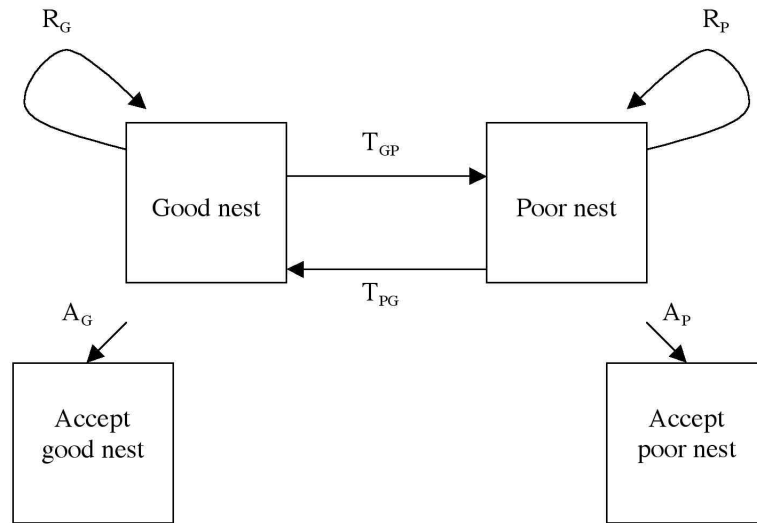 R_G
R_P
T_GP
Good nest
Poor nest
T_PG
A_G
A_P
Accept
good nest
Accept
poor nest